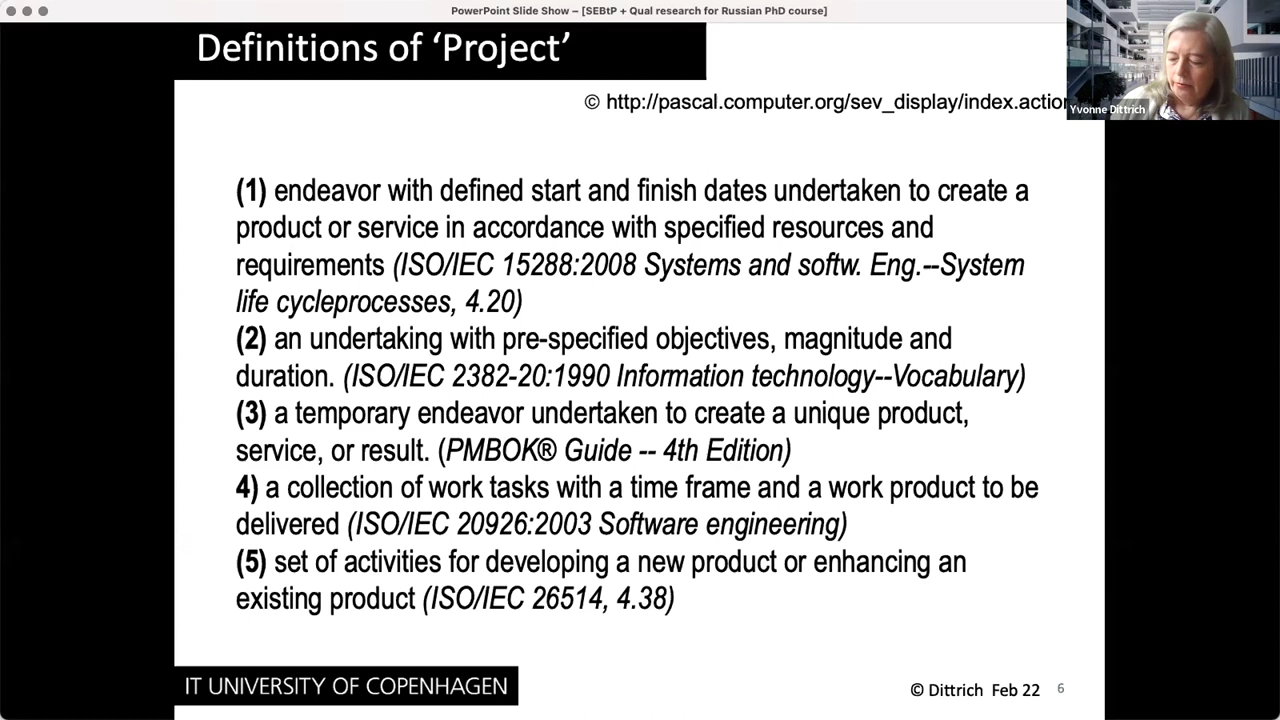 PowerPoint Slide Show – [SEBtP + Qual research for Russian PhD course]
Definitions of ‘Project’
© http://pascal.computer.org/sev_display/index.action
Yvonne Dittrich
(1) endeavor with defined start and finish dates undertaken to create a
product or service in accordance with specified resources and
requirements (ISO/IEC 15288:2008 Systems and softw. Eng.--System
life cycleprocesses, 4.20)
(2) an undertaking with pre-specified objectives, magnitude and
duration. (ISO/IEC 2382-20:1990 Information technology--Vocabulary)
(3) a temporary endeavor undertaken to create a unique product,
service, or result. (PMBOK® Guide -- 4th Edition)
4) a collection of work tasks with a time frame and a work product to be
delivered (ISO/IEC 20926:2003 Software engineering)
(5) set of activities for developing a new product or enhancing an
existing product (ISO/IEC 26514, 4.38)
IT UNIVERSITY OF COPENHAGEN
© Dittrich Feb 22 6